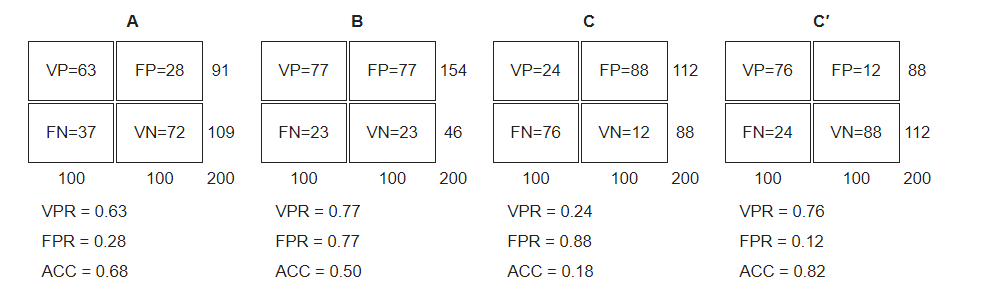 A B C C′
VP=63 FP=28 91 VP=77 FP=77 154 VP=24 FP=88 112 VP=76 FP=12 88
FN=37 VN=72 109 FN=23 VN=23 46 FN=76 VN=12 88 FN=24 VN=88 112
100 100 200 100 100 200 100 100 200 100 100 200
VPR = 0.63 VPR = 0.77 VPR = 0.24 VPR = 0.76
FPR = 0.28 FPR = 0.77 FPR = 0.88 FPR = 0.12
ACC = 0.68 ACC = 0.50 ACC = 0.18 ACC = 0.82